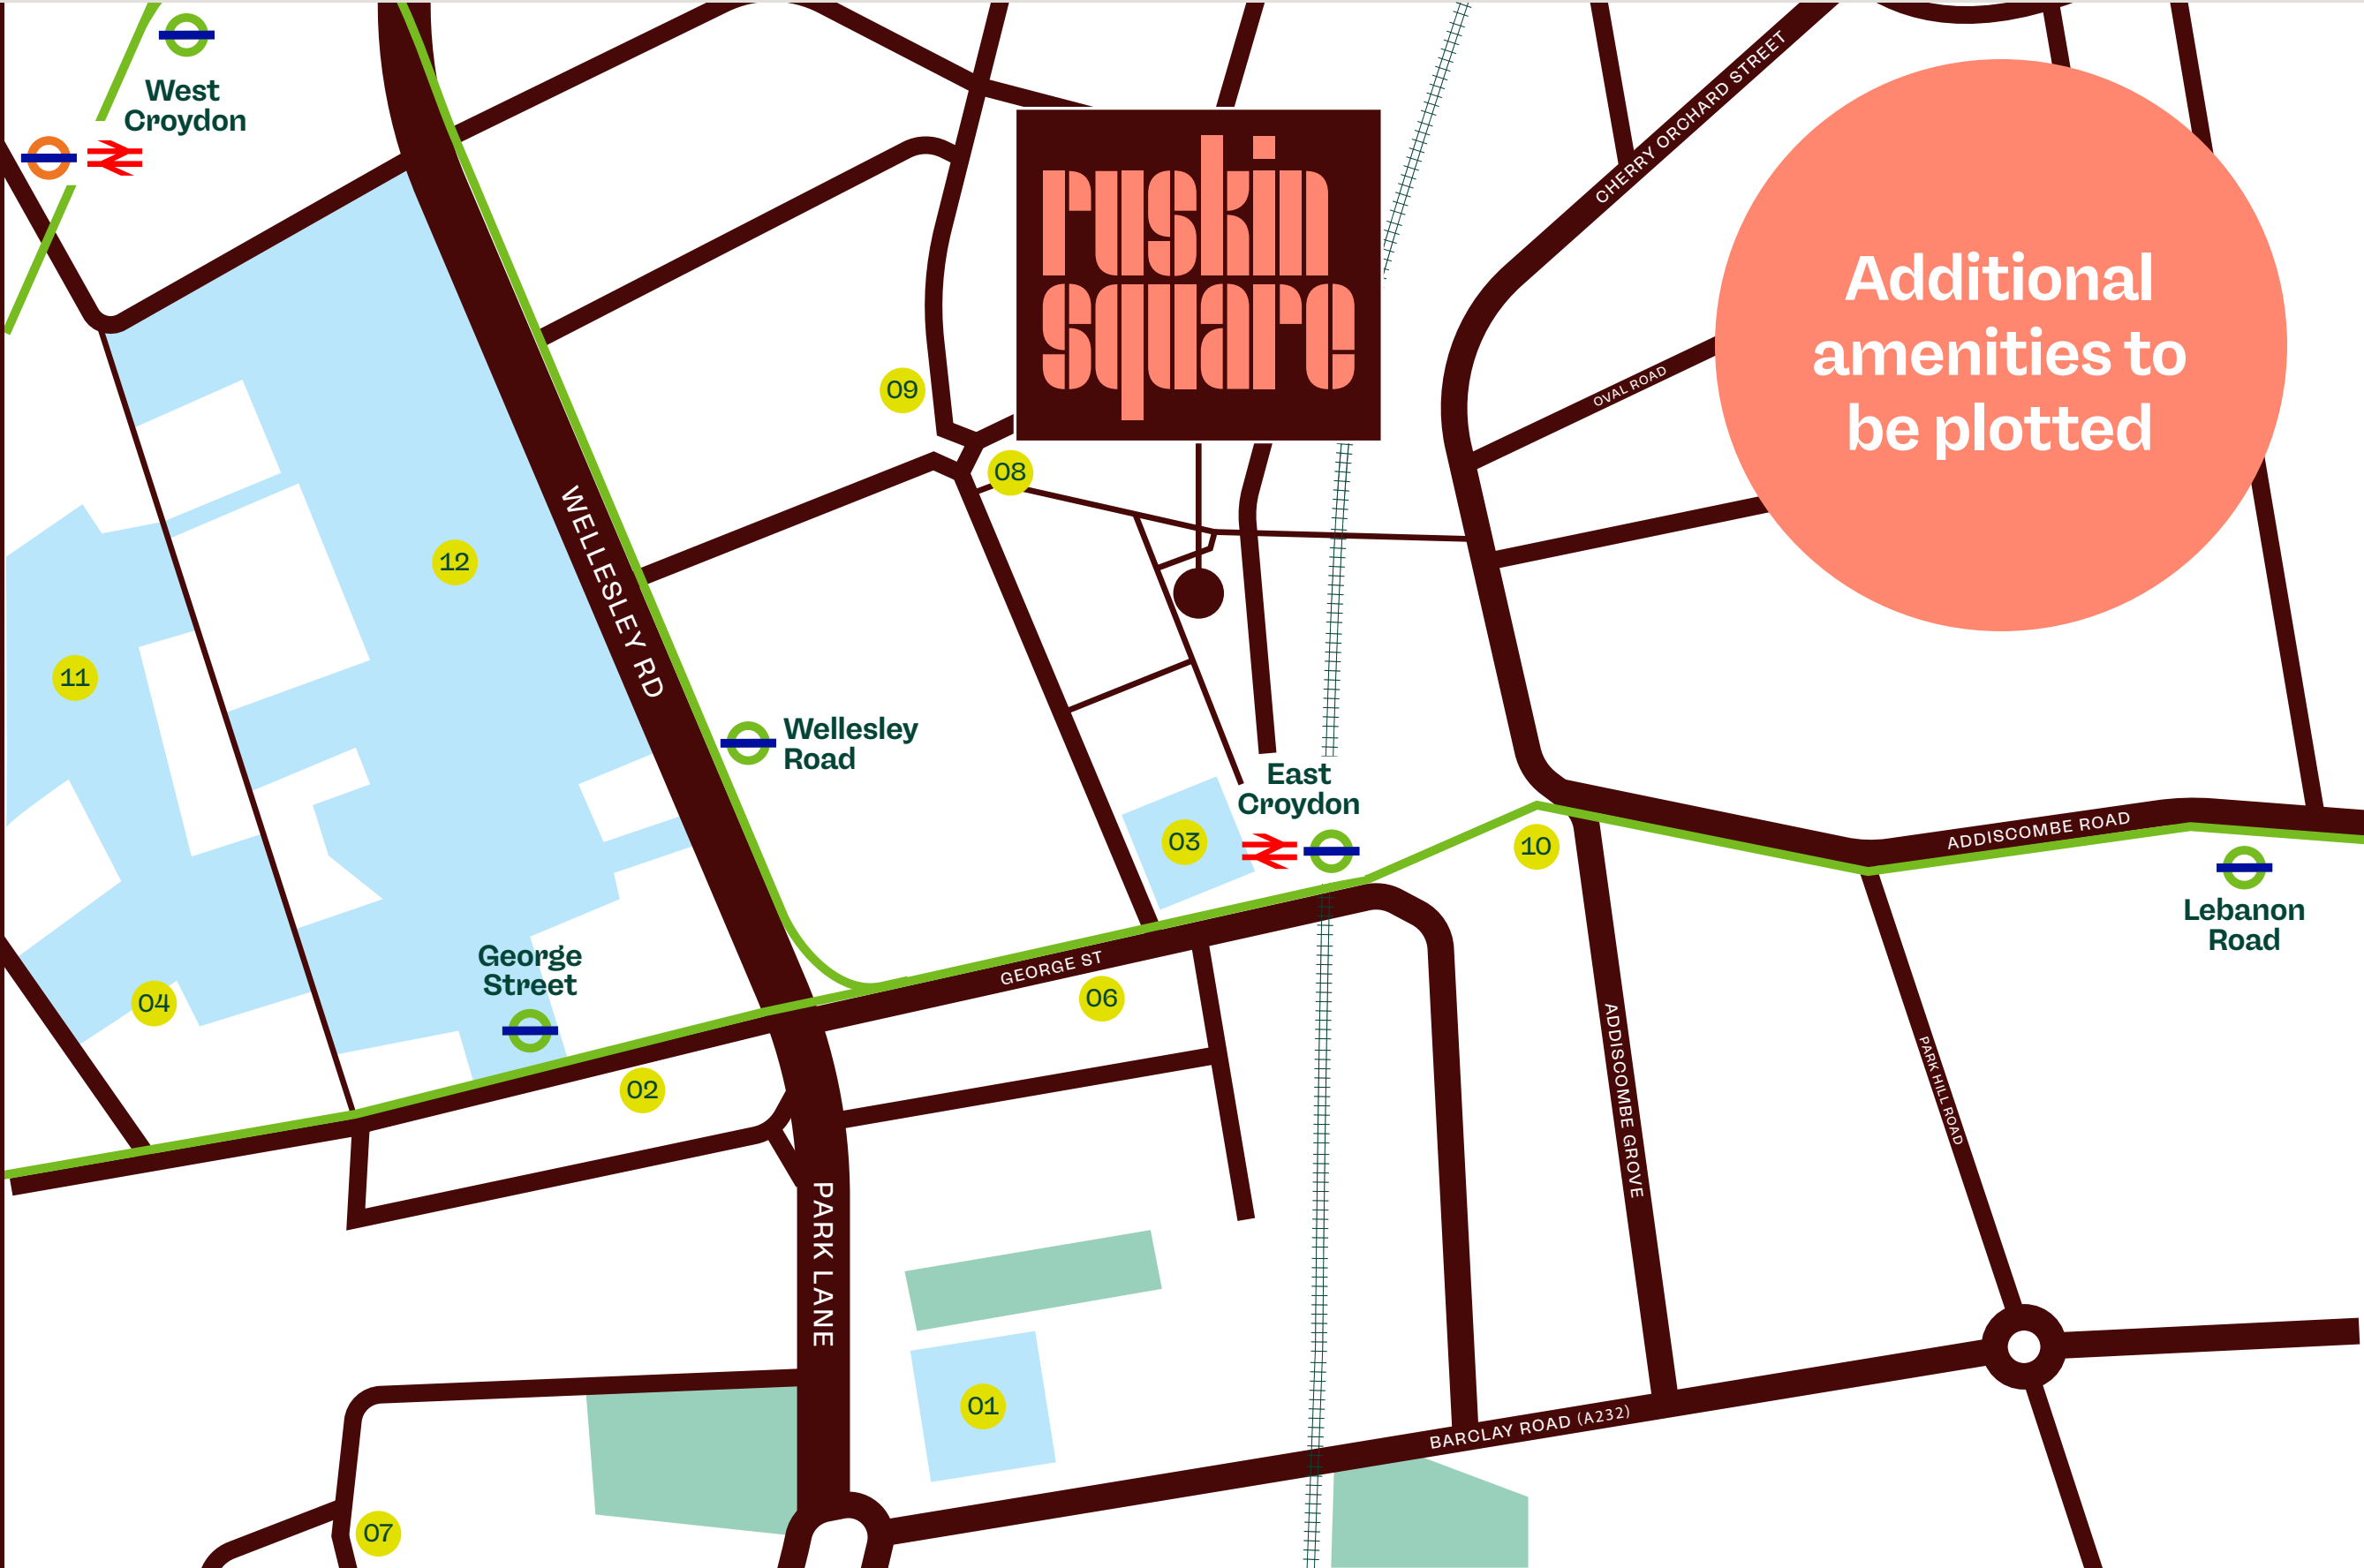 West
Croydon
CHERRY ORCHARD STREET
ruskin
square
Additional
amenities to
be plotted
OVAL ROAD
09
08
12
WELLESLEY RD
11
Wellesley
Road
East
Croydon
03
10
ADDISCOMBE ROAD
Lebanon
Road
George
Street
GEORGE ST
04
06
02
ADDISCOMBE GROVE
PARK HILL ROAD
PARK LANE
01
BARCLAY ROAD (A232)
07